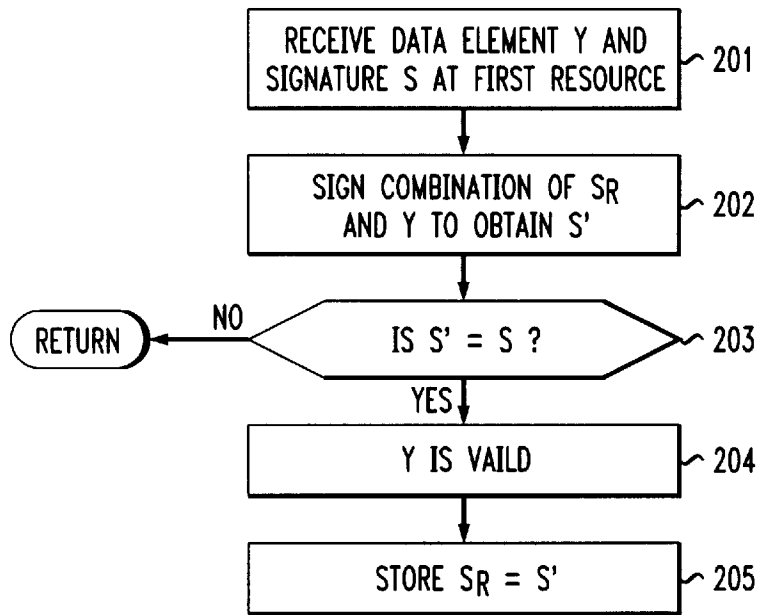 RECEIVE DATA ELEMENT Y AND
SIGNATURE S AT FIRST RESOURCE
201
SIGN COMBINATION OF SR
AND Y TO OBTAIN S'
202
IS S' = S ?
203
NO
RETURN
YES
Y IS VAILD
204
STORE SR = S'
205